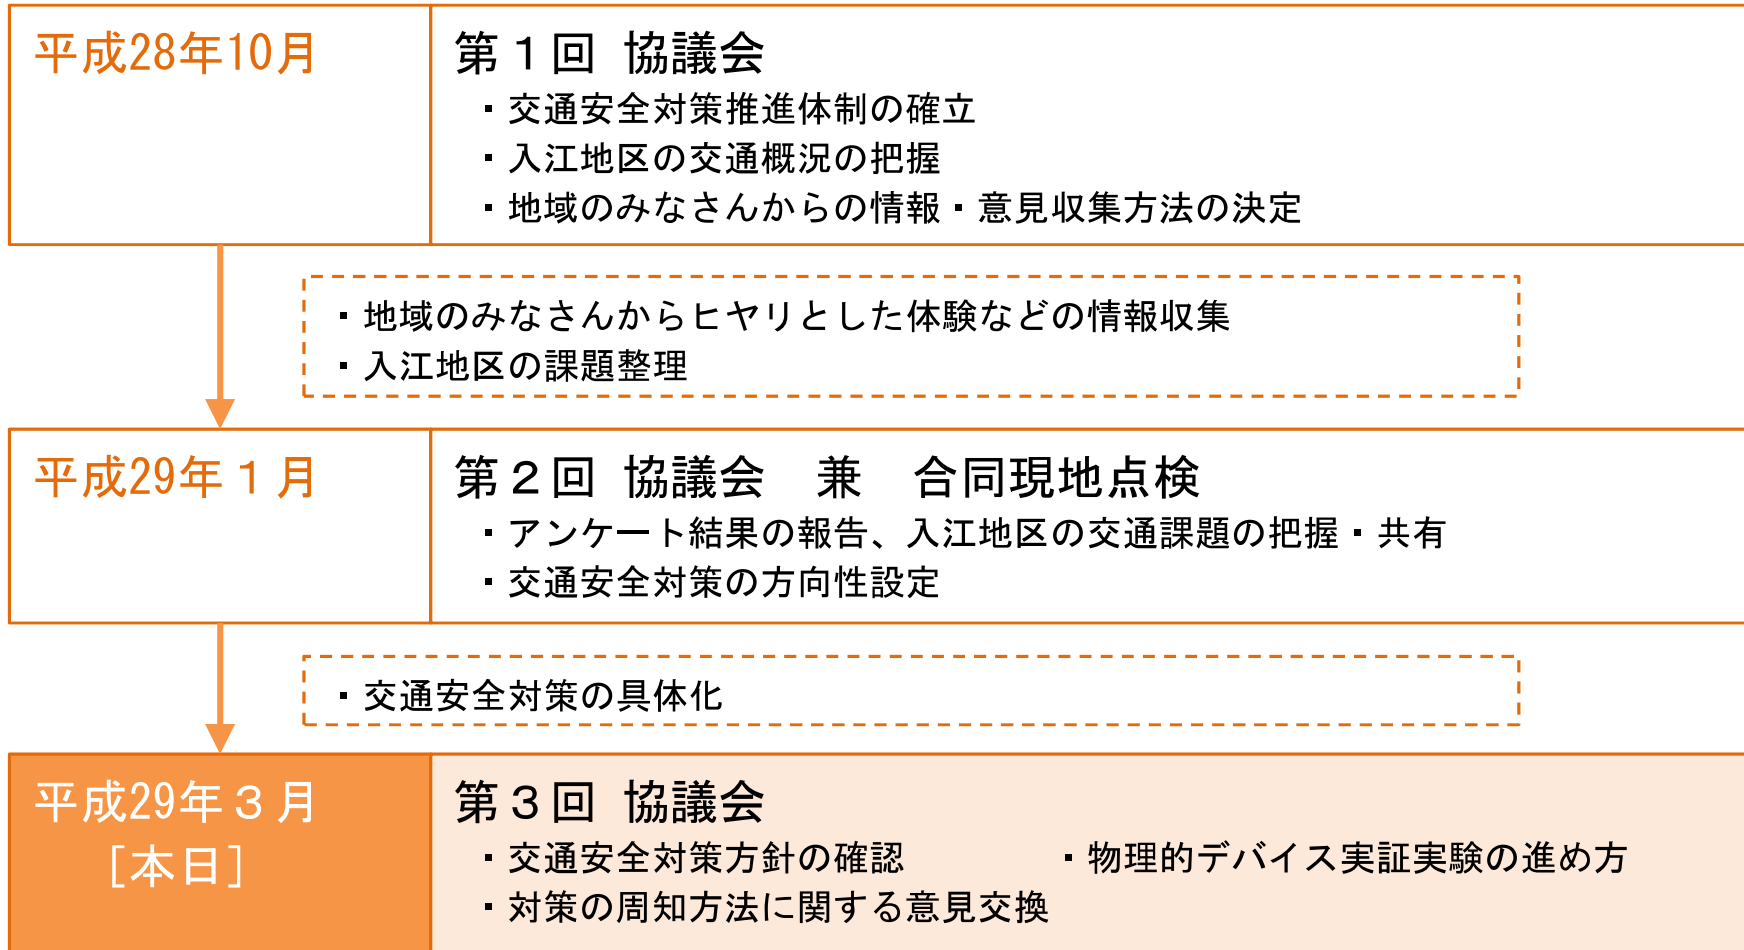 平成28年10月
第１回 協議会
・交通安全対策推進体制の確立
・入江地区の交通概況の把握
・地域のみなさんからの情報・意見収集方法の決定
・地域のみなさんからヒヤリとした体験などの情報収集
・入江地区の課題整理
平成29年１月
第２回 協議会　兼　合同現地点検
・アンケート結果の報告、入江地区の交通課題の把握・共有
・交通安全対策の方向性設定
・交通安全対策の具体化
平成29年３月
［本日］
第３回 協議会
・交通安全対策方針の確認　　　　・物理的デバイス実証実験の進め方
・対策の周知方法に関する意見交換